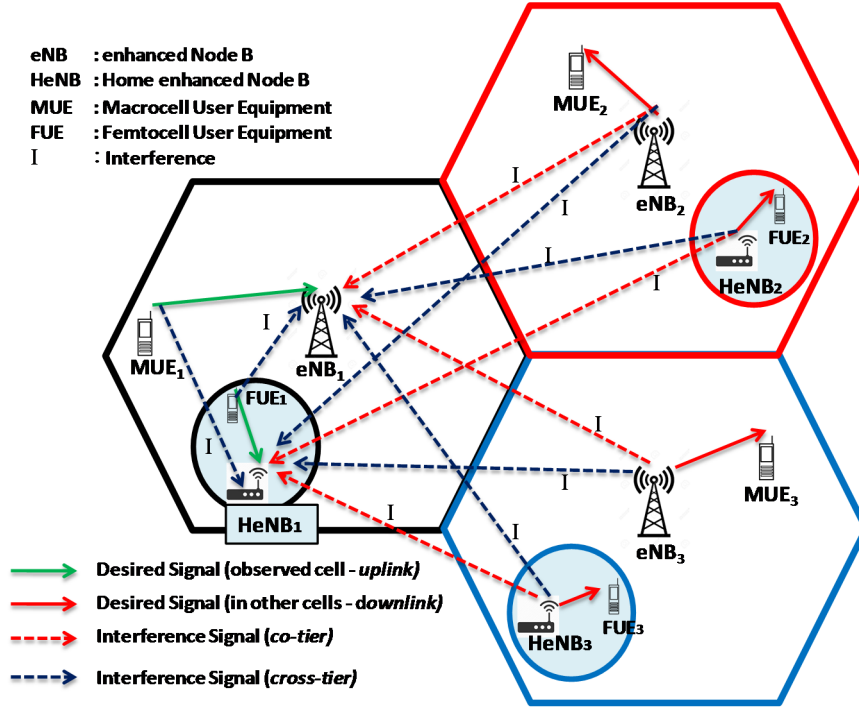 eNB : enhanced Node B
HeNB : Home enhanced Node B
MUE : Macrocell User Equipment
FUE : Femtocell User Equipment
I : Interference
MUE2
eNB2
I
I
FUE2
I
HeNB2
I
I
MUE1
eNB1
FUE1
I
I
HeNB1
I
MUE3
I
eNB3
I
I
HeNB3
FUE3
Desired Signal (observed cell - uplink)
Desired Signal (in other cells - downlink)
Interference Signal (co-tier)
Interference Signal (cross-tier)